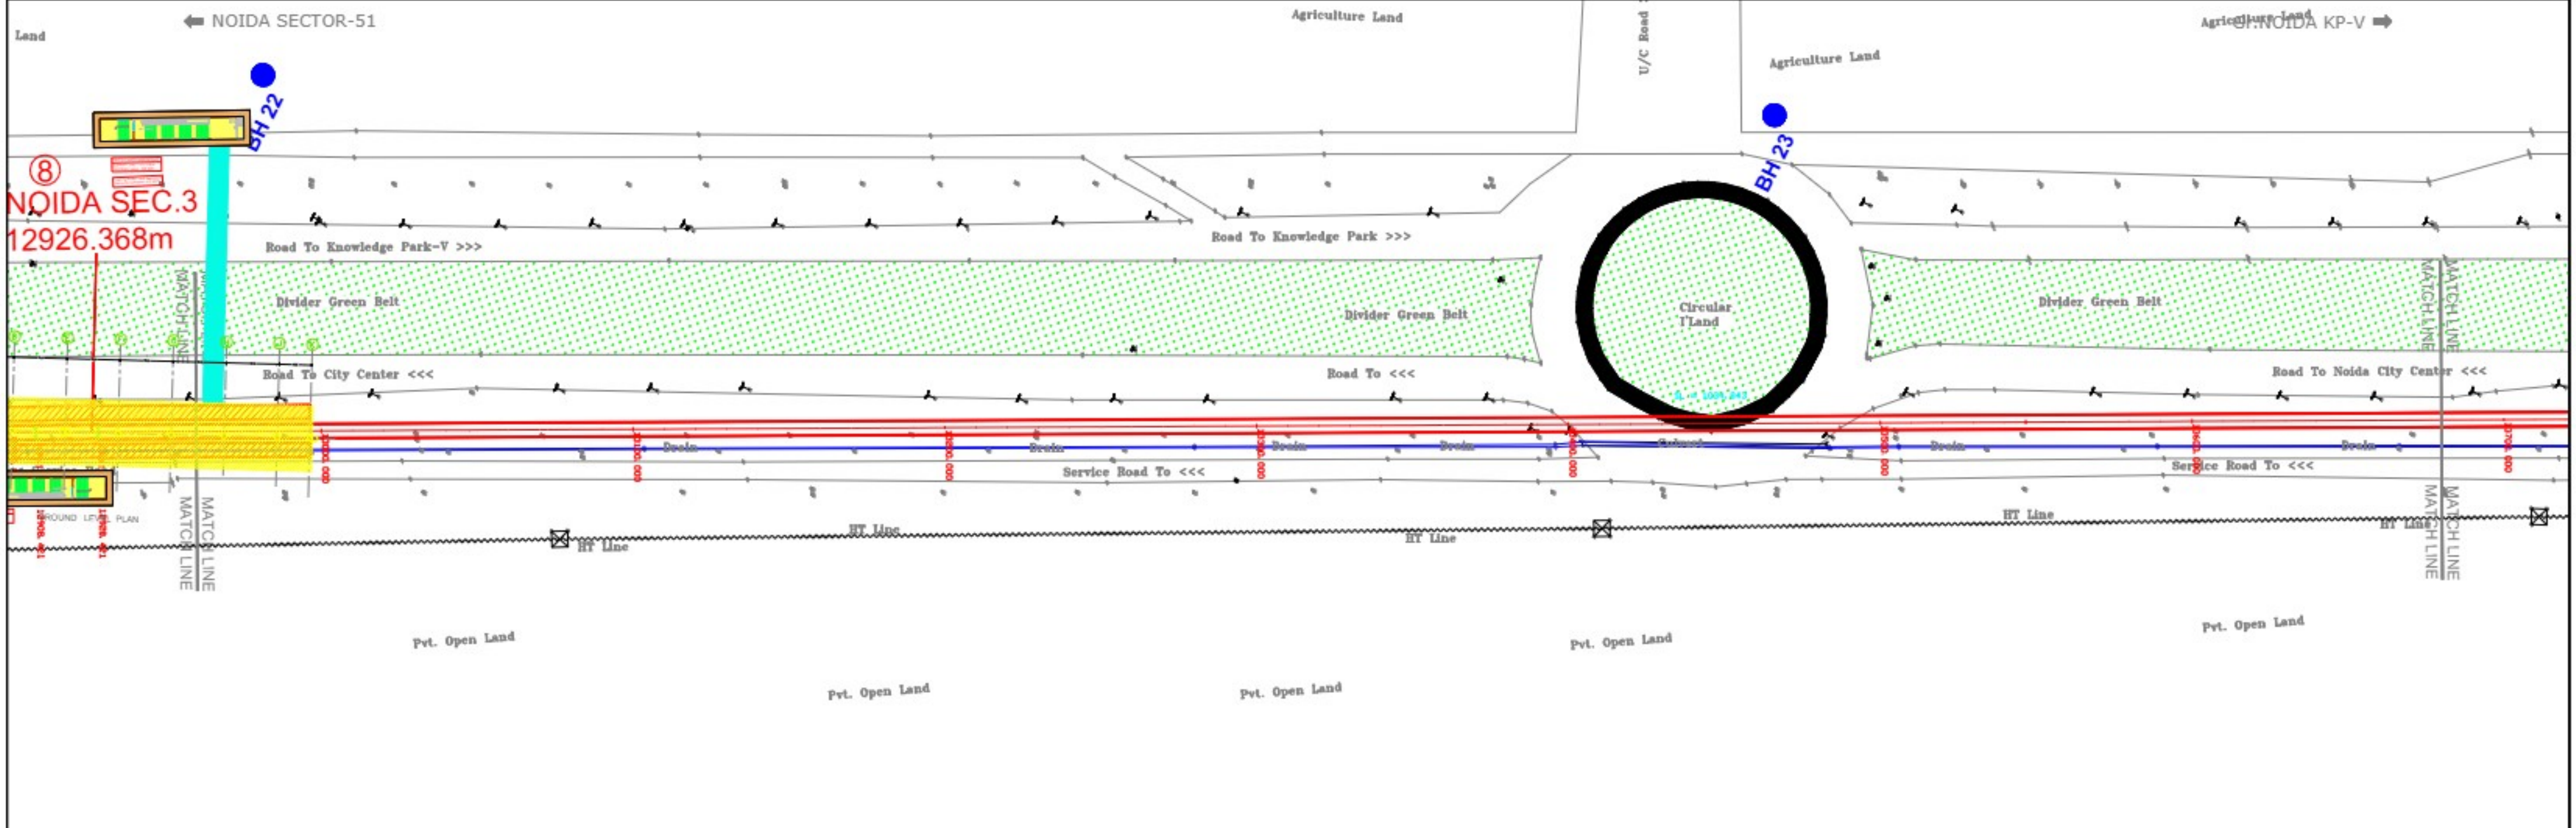 NOIDA SECTOR-51
Agriculture Land
Agriculture Land
Gr.NOIDA KP-V
Land
U/C Road
Agriculture Land
BH 22
BH 23
8
NOIDA SEC.3
12926.368m
Road To Knowledge Park-V >>>
Road To Knowledge Park >>>
MATCH LINE
Divider Green Belt
Divider Green Belt
Circular
I'Land
Divider Green Belt
MATCH LINE
MATCH LINE
Road To City Center <<<
Road To <<<
Road To Noida City Center <<<
Drain
Drain
Drain
Drain
Culvert
Drain
Drain
Service Road To <<<
Service Road To <<<
MATCH LINE
MATCH LINE
MATCH LINE
MATCH LINE
GROUND LEVEL PLAN
HT Line
HT Line
HT Line
HT Line
HT Line
Pvt. Open Land
Pvt. Open Land
Pvt. Open Land
Pvt. Open Land
Pvt. Open Land